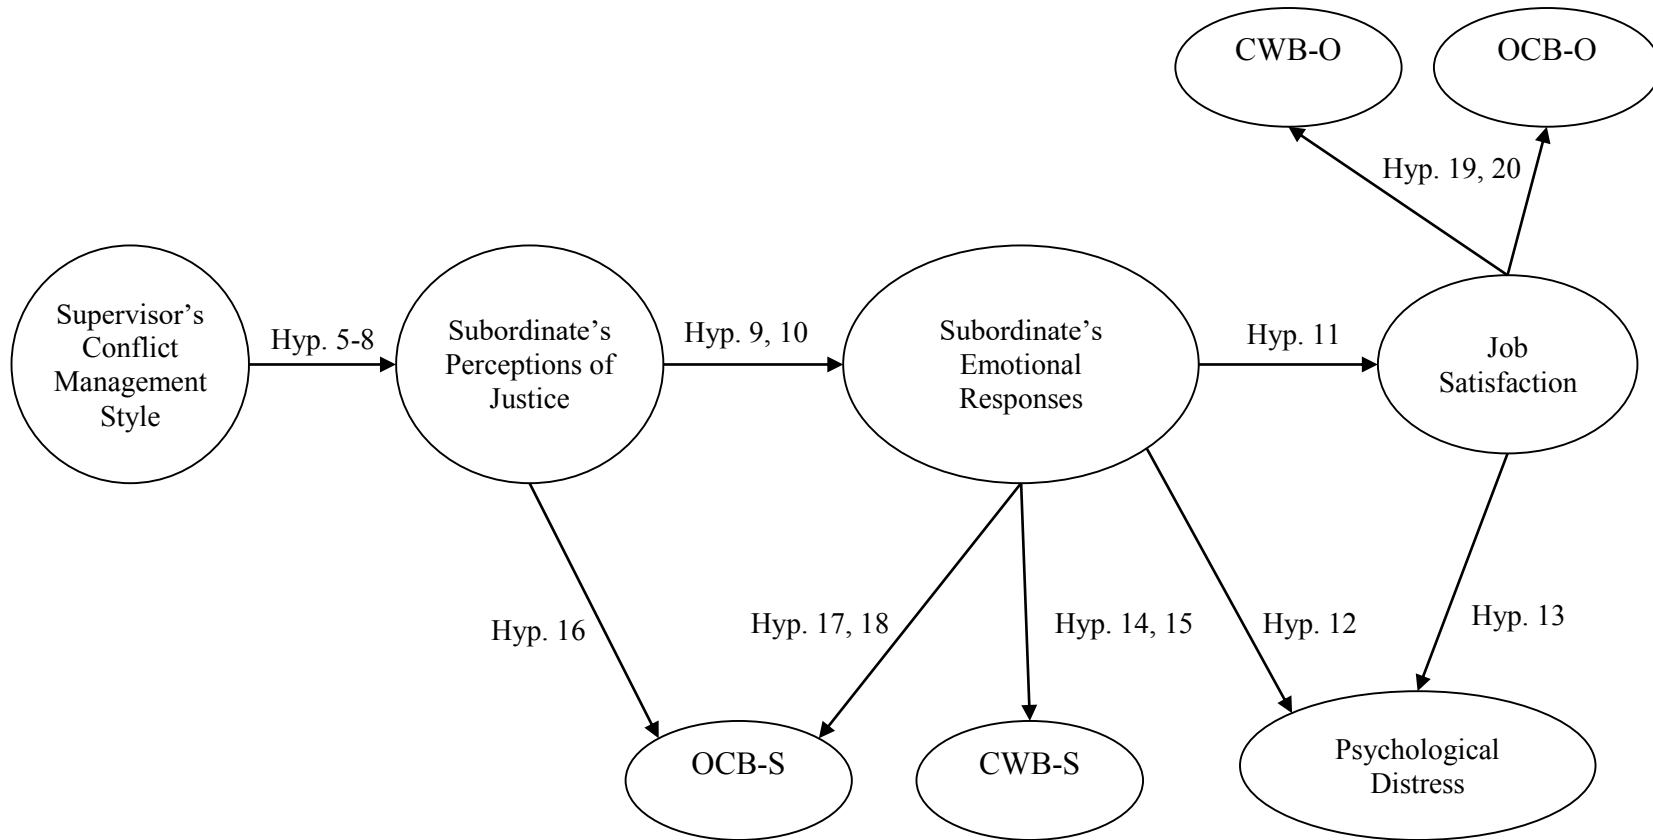 CWB-O
OCB-O
Hyp. 19, 20
Supervisor’s
Conflict
Management
Style
Hyp. 5-8
Subordinate’s
Perceptions of
Justice
Hyp. 9, 10
Subordinate’s
Emotional
Responses
Hyp. 11
Job
Satisfaction
Hyp. 16
Hyp. 17, 18
Hyp. 14, 15
Hyp. 12
Hyp. 13
OCB-S
CWB-S
Psychological
Distress